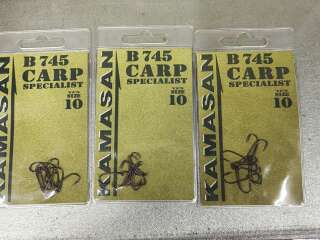 B 745
CARP
SPECIALIST
SIZE
10
KAMASAN
B 745
CARP
SPECIALIST
SIZE
10
KAMASAN
B 745
CARP
SPECIALIST
SIZE
10
KAMASAN